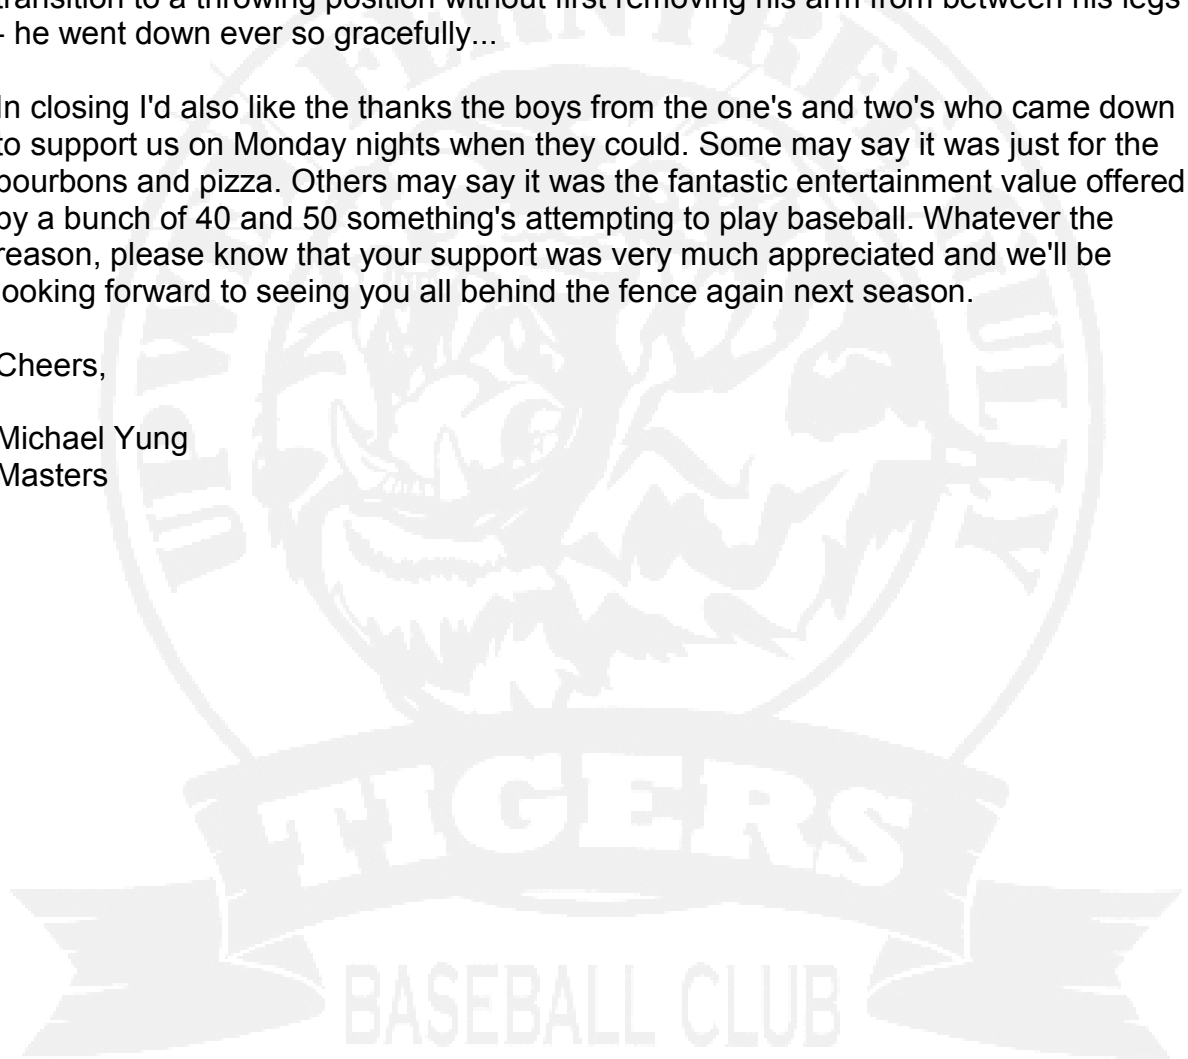 transition to a throwing position without first removing his arm from between his legs
- he went down ever so gracefully...
In closing I'd also like the thanks the boys from the one's and two's who came down
to support us on Monday nights when they could. Some may say it was just for the
bourbons and pizza. Others may say it was the fantastic entertainment value offered
by a bunch of 40 and 50 something's attempting to play baseball. Whatever the
reason, please know that your support was very much appreciated and we'll be
looking forward to seeing you all behind the fence again next season.
Cheers,
Michael Yung
Masters
UPWEY FERNTREE GULLY
TIGERS
BASEBALL CLUB